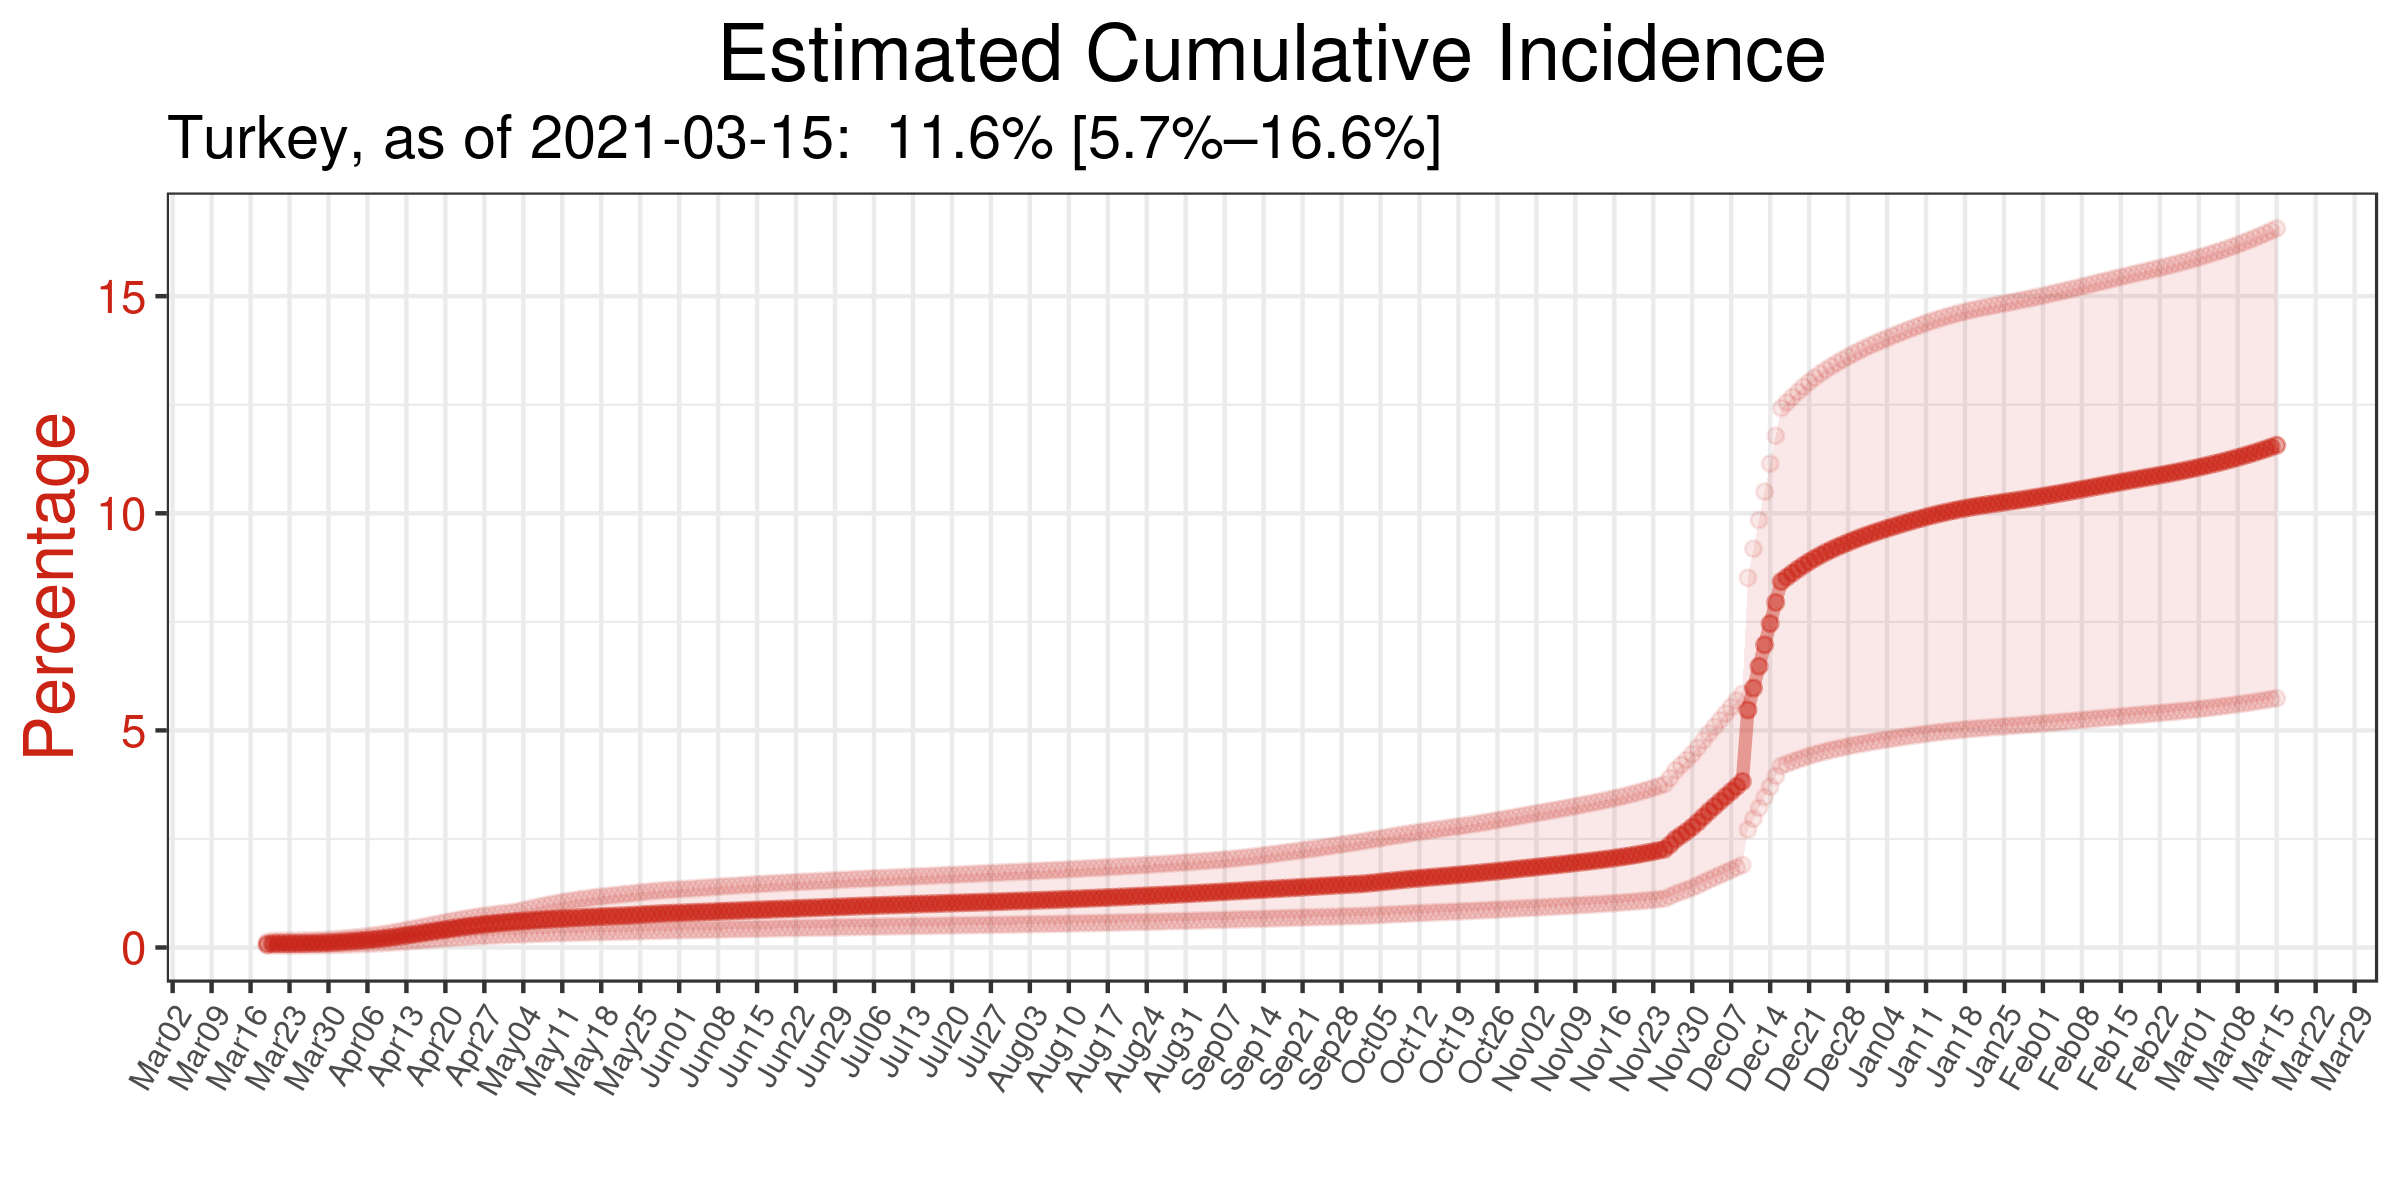 Estimated Cumulative Incidence
Turkey, as of 2021-03-15:  11.6% [5.7%–16.6%]
Percentage
15
10
5
0
Mar02
Mar09
Mar16
Mar23
Mar30
Apr06
Apr13
Apr20
Apr27
May04
May11
May18
May25
Jun01
Jun08
Jun15
Jun22
Jun29
Jul06
Jul13
Jul20
Jul27
Aug03
Aug10
Aug17
Aug24
Aug31
Sep07
Sep14
Sep21
Sep28
Oct05
Oct12
Oct19
Oct26
Nov02
Nov09
Nov16
Nov23
Nov30
Dec07
Dec14
Dec21
Dec28
Jan04
Jan11
Jan18
Jan25
Feb01
Feb08
Feb15
Feb22
Mar01
Mar08
Mar15
Mar22
Mar29